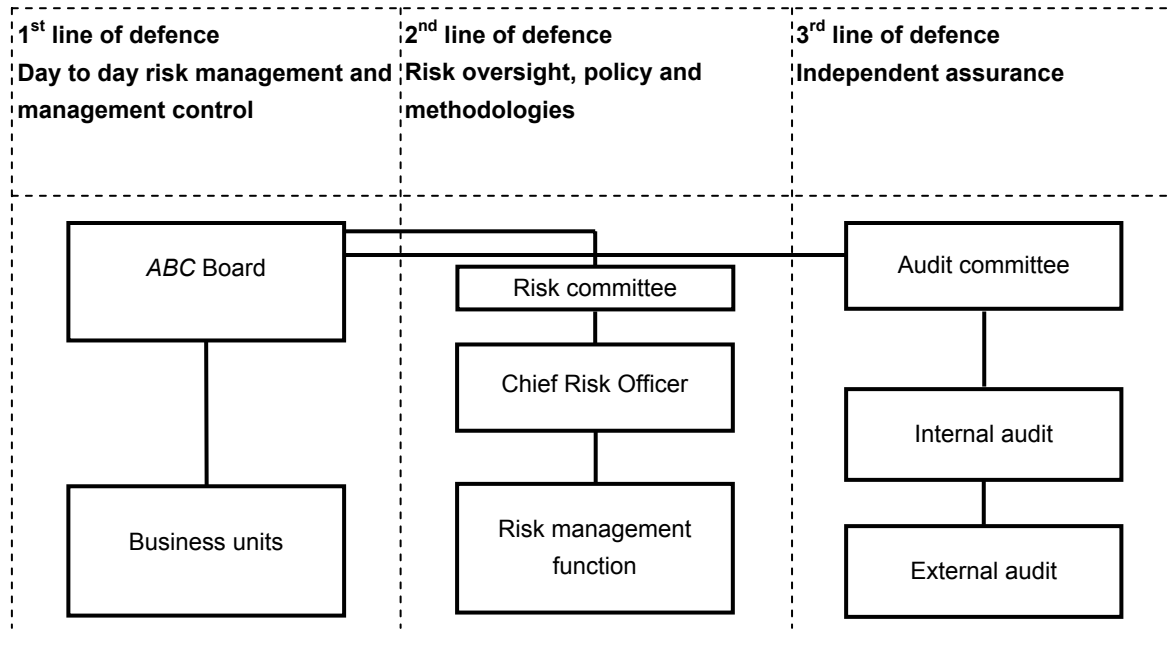 1st line of defence
Day to day risk management and
management control
2nd line of defence
Risk oversight, policy and
methodologies
3rd line of defence
Independent assurance
ABC Board
Business units
Risk committee
Chief Risk Officer
Risk management
function
Audit committee
Internal audit
External audit